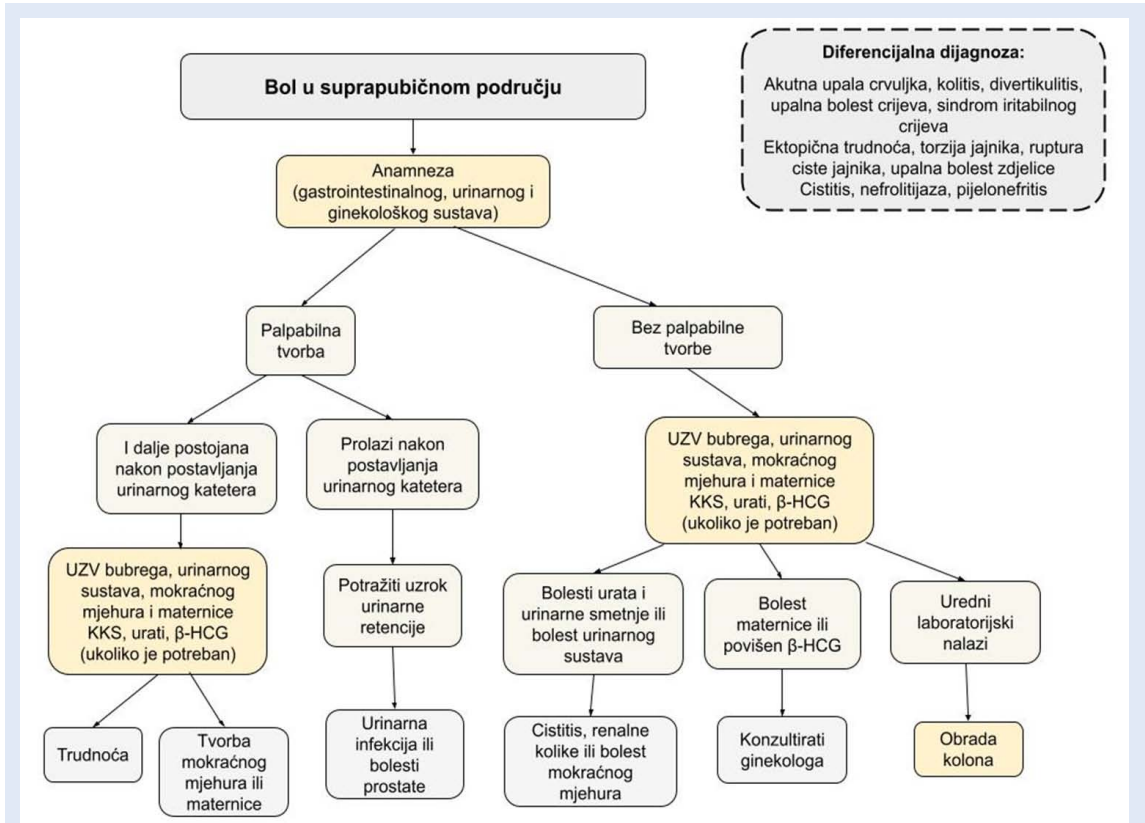 Bol u suprapubičnom području
Diferencijalna dijagnoza:
Akutna upala crvuljka, kolitis, divertikulitis,
upalna bolest crijeva, sindrom iritabilnog
crijeva
Ektopična trudnoća, torzija jajnika, ruptura
ciste jajnika, upalna bolest zdjelice
Cistitis, nefrolitijaza, pijelonefritis
Anamneza
(gastrointestinalnog, urinarnog i
ginekološkog sustava)
Palpabilna
tvorba
Bez palpabilne
tvorbe
I dalje postojana
nakon postavljanja
urinarnog katetera
Prolazi nakon
postavljanja
urinarnog katetera
UZV bubrega, urinarnog
sustava, mokraćnog
mjehura i maternice
KKS, urati, β-HCG
(ukoliko je potreban)
UZV bubrega, urinarnog
sustava, mokraćnog
mjehura i maternice
KKS, urati, β-HCG
(ukoliko je potreban)
Potražiti uzrok
urinarne
retencije
Bolesti urata i
urinarne smetnje ili
bolest urinarnog
sustava
Bolest
maternice ili
povišen β-HCG
Uredni
laboratorijski
nalazi
Trudnoća
Tvorba
mokraćnog
mjehura ili
maternice
Urinarna
infekcija ili
bolesti
prostate
Cistitis, renalne
kolike ili bolest
mokraćnog
mjehura
Konzultirati
ginekologa
Obrada
kolona